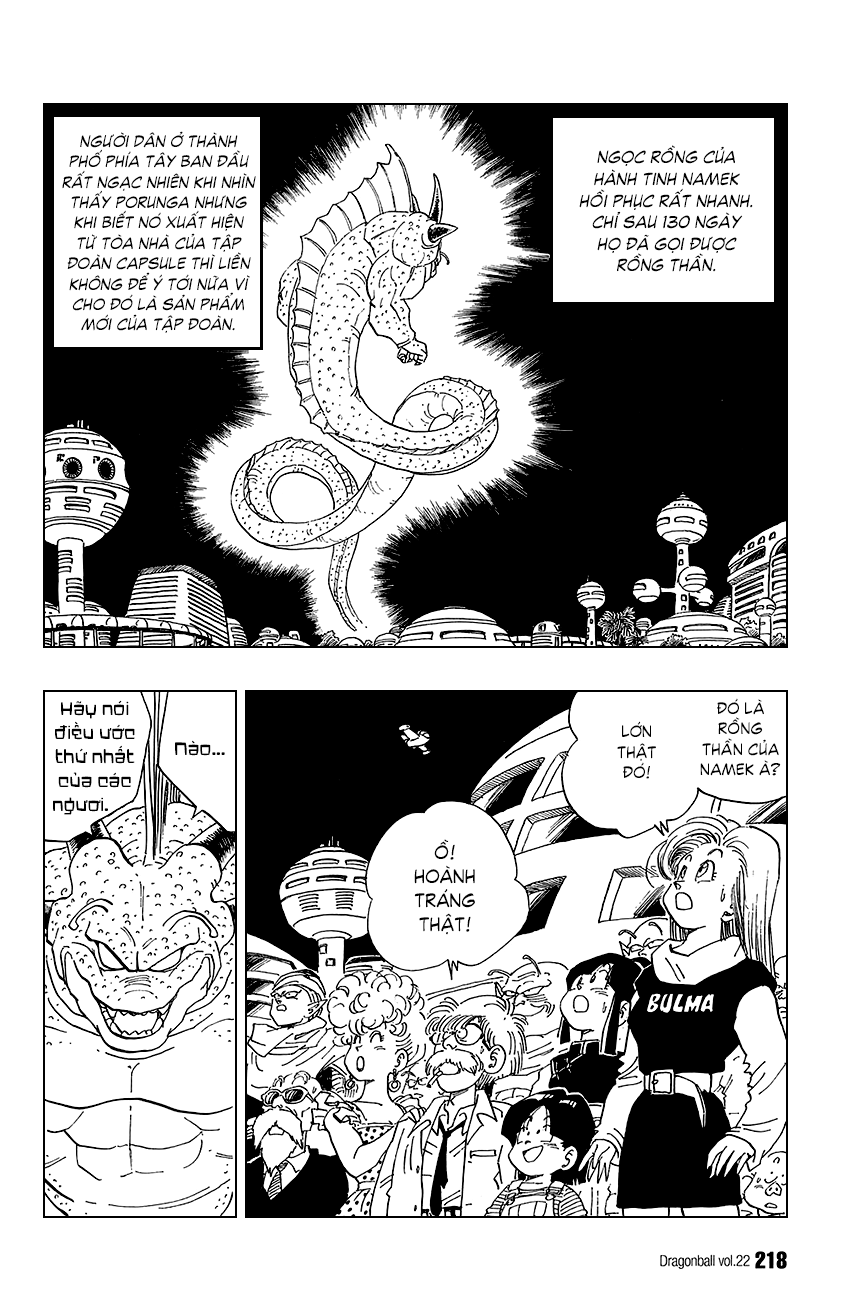 NGỌC RỒNG CỦA
HÀNH TINH NAMEK
HỒI PHỤC RẤT NHANH.
CHỈ SAU 130 NGÀY
HỌ ĐÃ GỌI ĐƯỢC
RỒNG THẦN.
NGƯỜI DÂN Ở THÀNH
PHỐ PHÍA TÂY BAN ĐẦU
RẤT NGẠC NHIÊN KHI NHÌN
THẤY PORUNGA NHƯNG
KHI BIẾT NÓ XUẤT HIỆN
TỪ TÒA NHÀ CỦA TẬP
ĐOÀN CAPSULE THÌ LIỀN
KHÔNG ĐỂ Ý TỚI NỮA VÌ
CHO ĐÓ LÀ SẢN PHẨM
MỚI CỦA TẬP ĐOÀN.
ĐÓ LÀ
RỒNG
THẦN CỦA
NAMEK À?
LỚN
THẬT
ĐÓ!
Ồ!
HOÀNH
TRÁNG
THẬT!
BULMA
Nào...
Hãy nói
điều ước
thứ nhất
của các
ngươi.
Dragonball vol.22 218